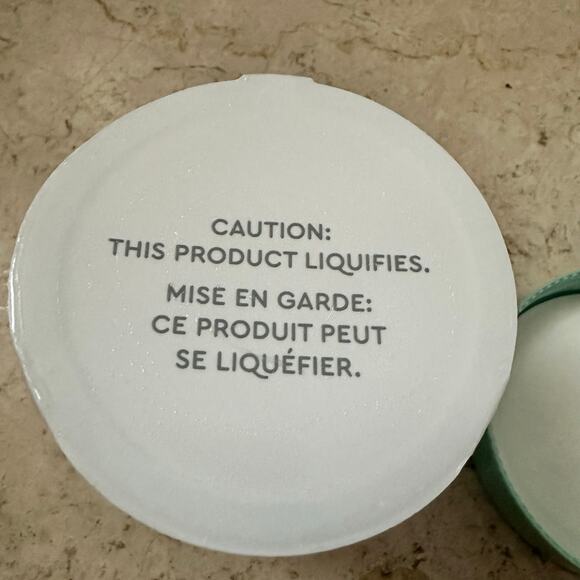 CAUTION:
THIS PRODUCT LIQUIFIES.
MISE EN GARDE:
CE PRODUIT PEUT
SE LIQUÉFIER.